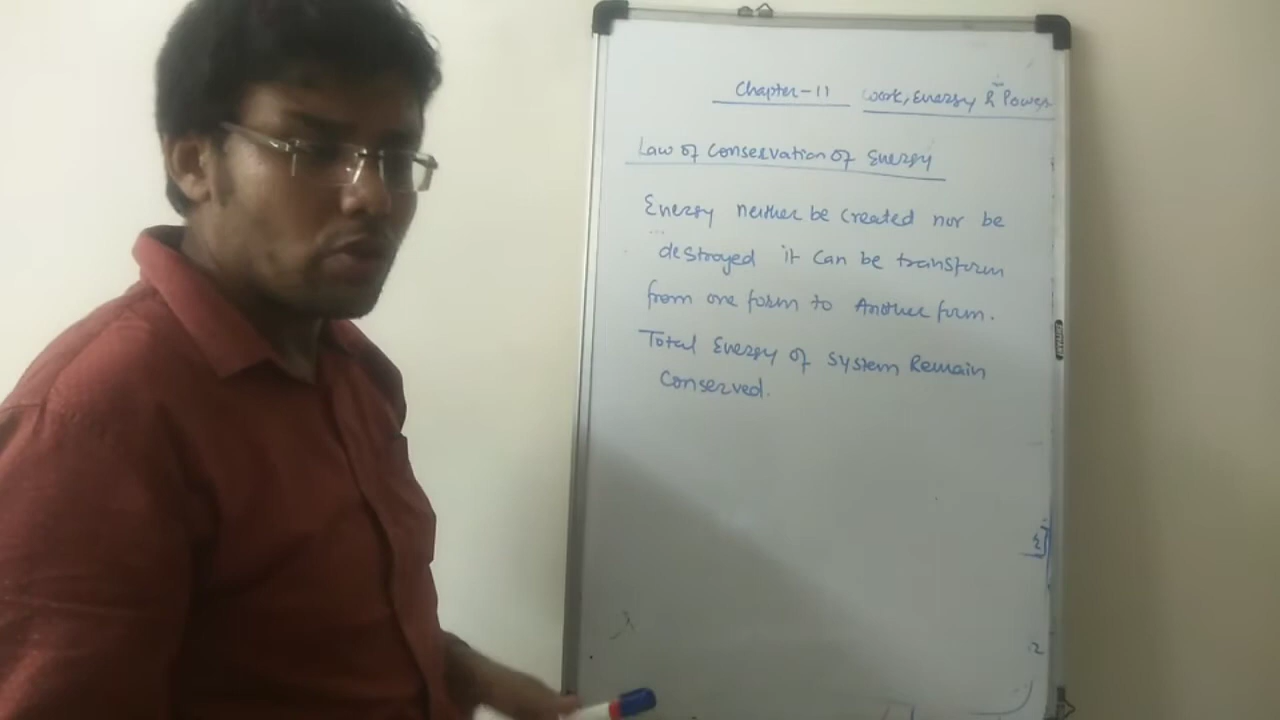 Chapter-11 Work, Energy & Power
Law of Conservation of Energy
Energy neither be created nor be
destroyed it can be transform
from one form to Another form.
Total Energy of system Remain
Conserved.
2